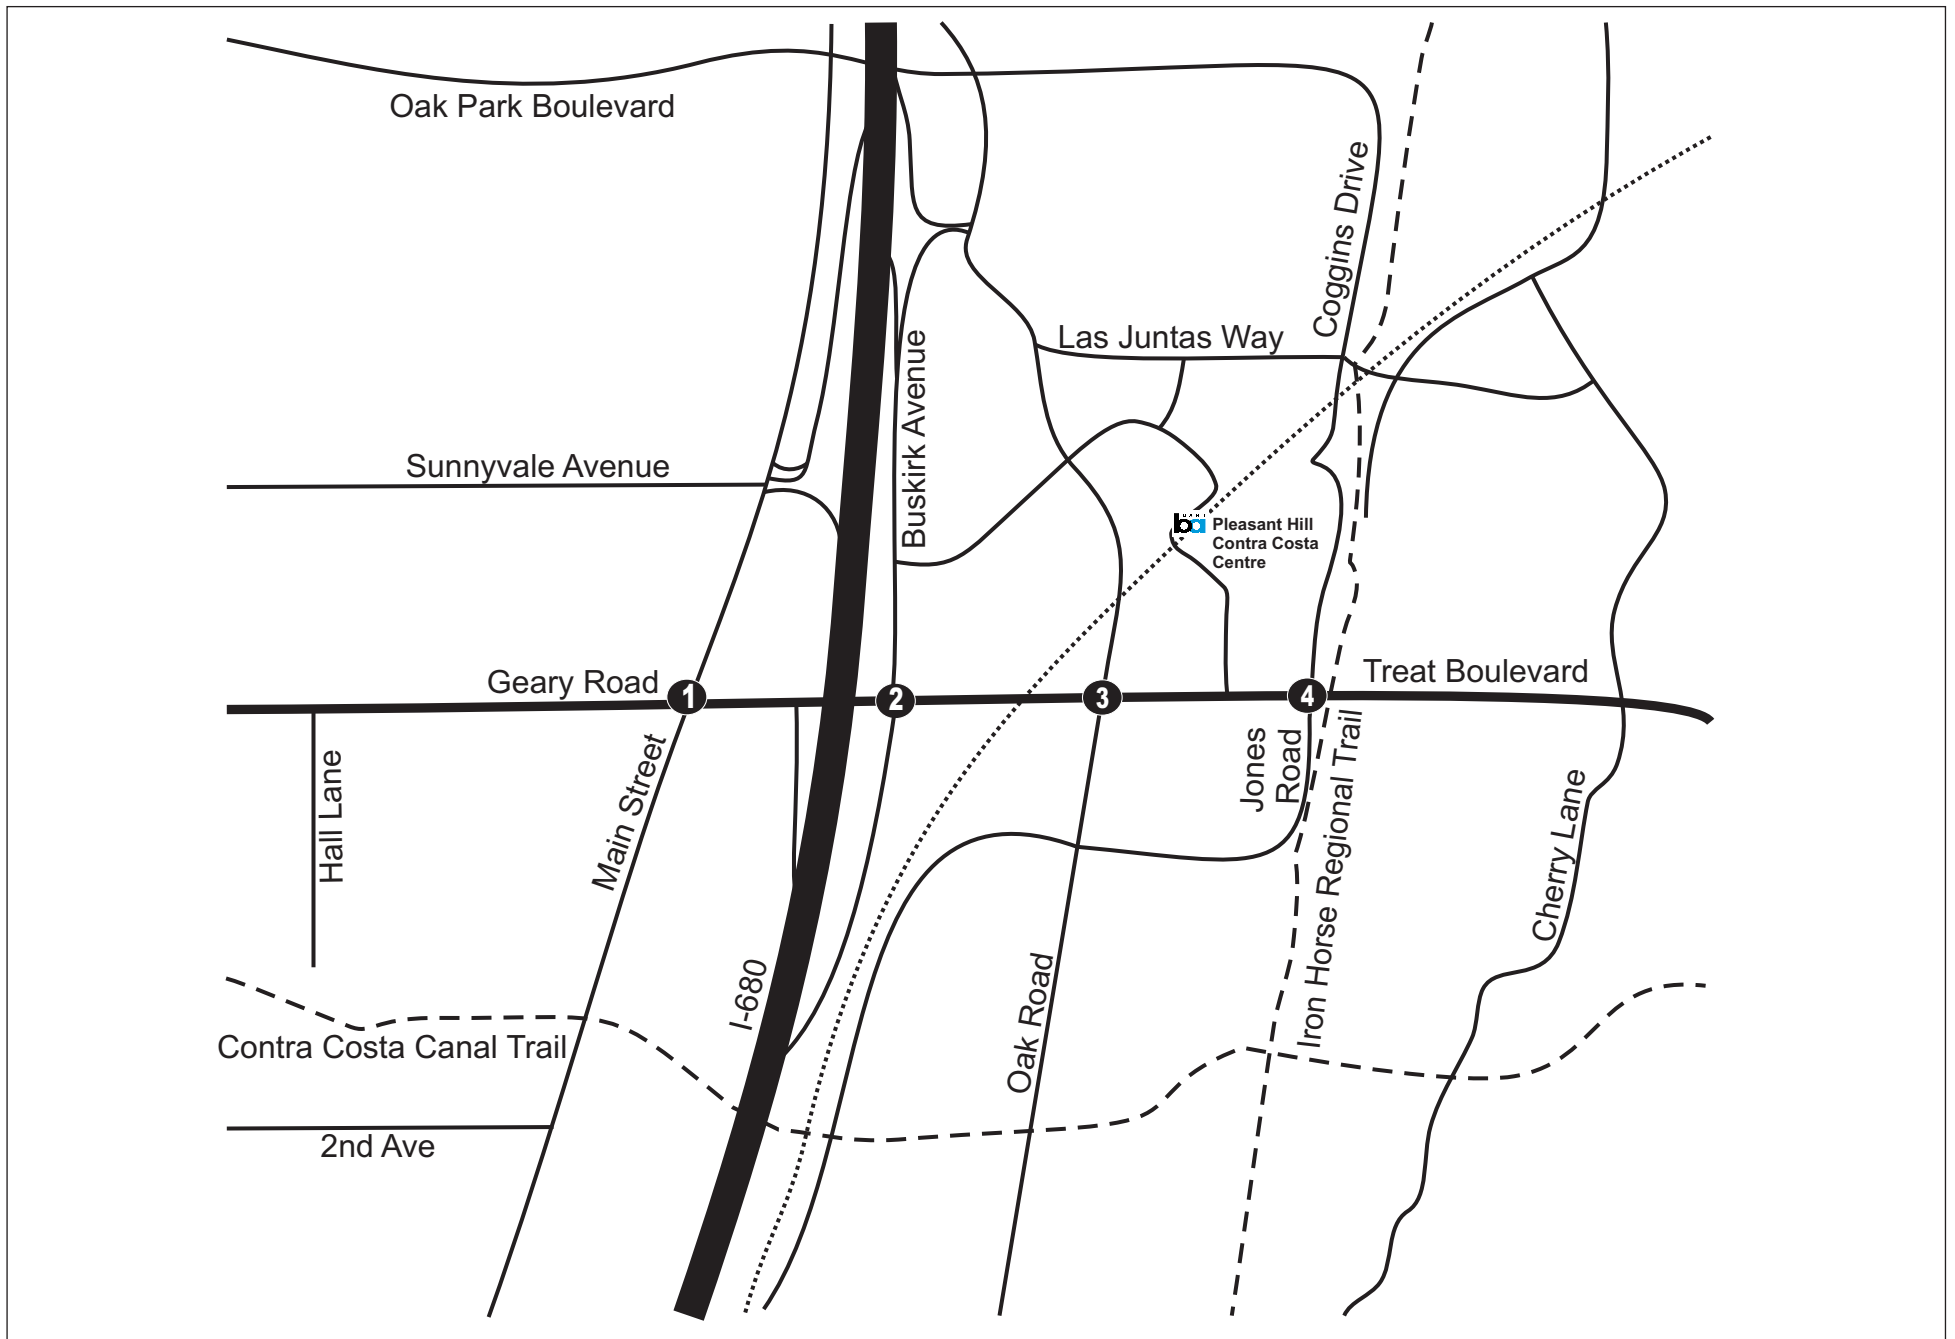 Oak Park Boulevard
Coggins Drive
Las Juntas Way
Buskirk Avenue
Sunnyvale Avenue
ba
Pleasant Hill
Contra Costa
Centre
Geary Road
1
2
3
4
Treat Boulevard
Hall Lane
Main Street
Jones
Road
Iron Horse Regional Trail
Cherry Lane
I-680
Oak Road
Contra Costa Canal Trail
2nd Ave